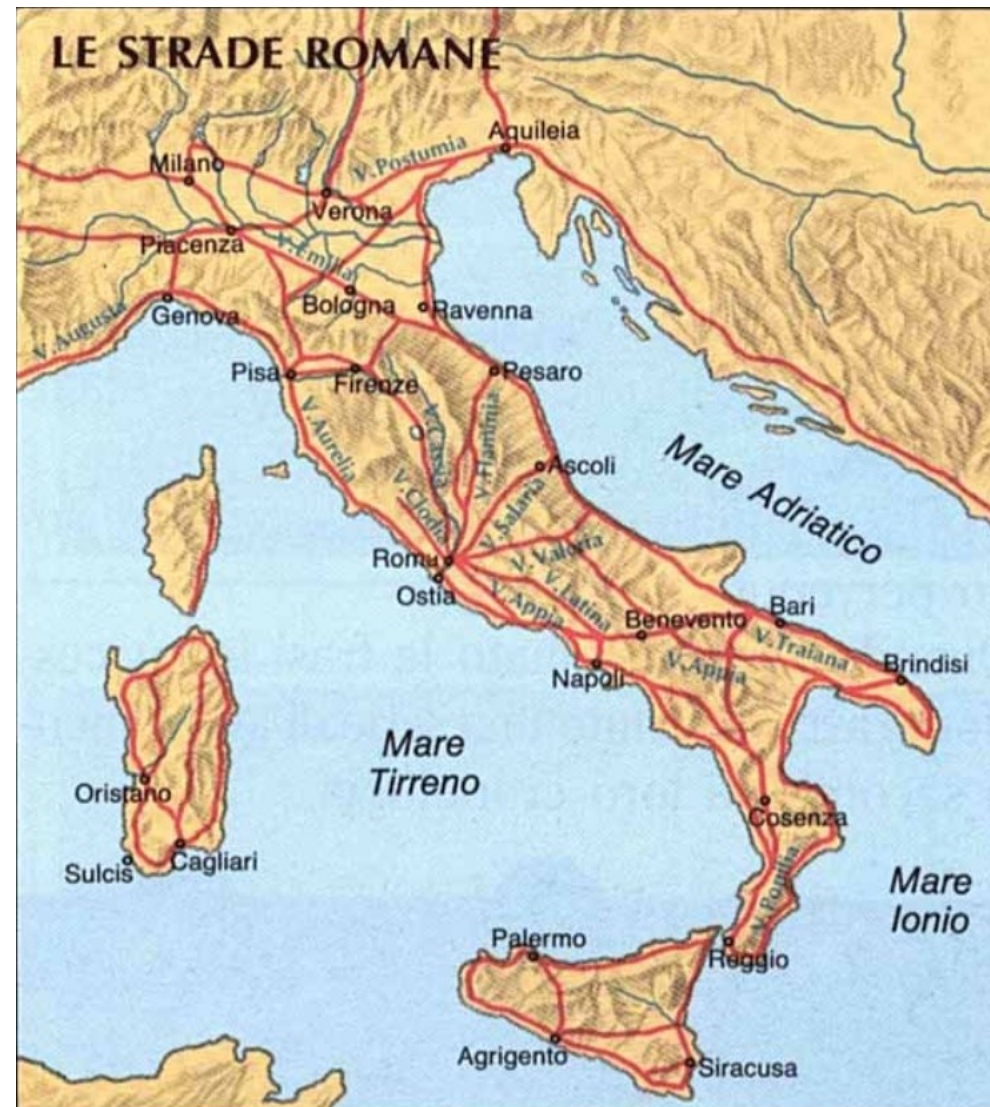 LE STRADE ROMANE
Aquileia
V. Postumia
Milano
Verona
Piacenza
V. Emilia
Bologna
Ravenna
Genova
V. Augusta
Pisa
Firenze
Pesaro
V. Aurelia
V. Cassia
V. Flaminia
V. Clodia
Ascoli
Mare Adriatico
V. Salaria
Roma
V. Valeria
Ostia
V. Appia
V. Latina
Benevento
Bari
V. Traiana
Napoli
V. Appia
Brindisi
Mare
Tirreno
Oristano
Cosenza
Sulcis
Cagliari
V. Popilia
Mare
Ionio
Palermo
Reggio
Agrigento
Siracusa